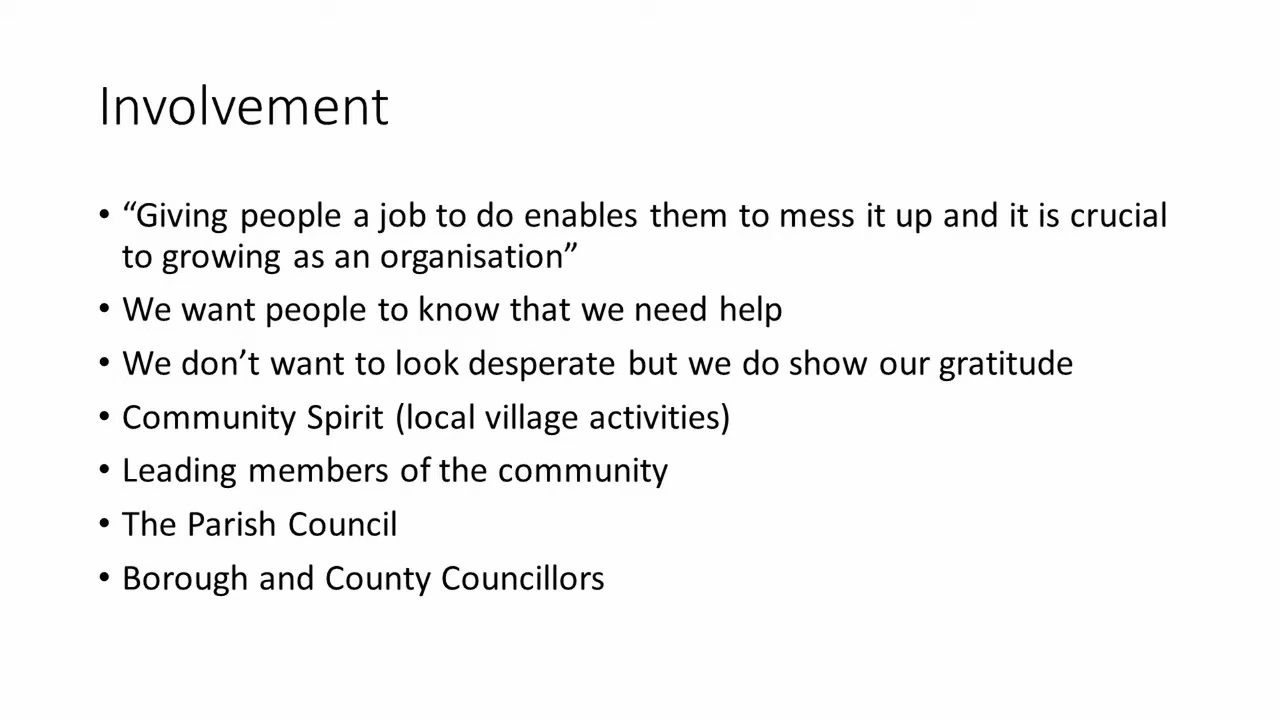 Involvement
• “Giving people a job to do enables them to mess it up and it is crucial
to growing as an organisation”
• We want people to know that we need help
• We don’t want to look desperate but we do show our gratitude
• Community Spirit (local village activities)
• Leading members of the community
• The Parish Council
• Borough and County Councillors